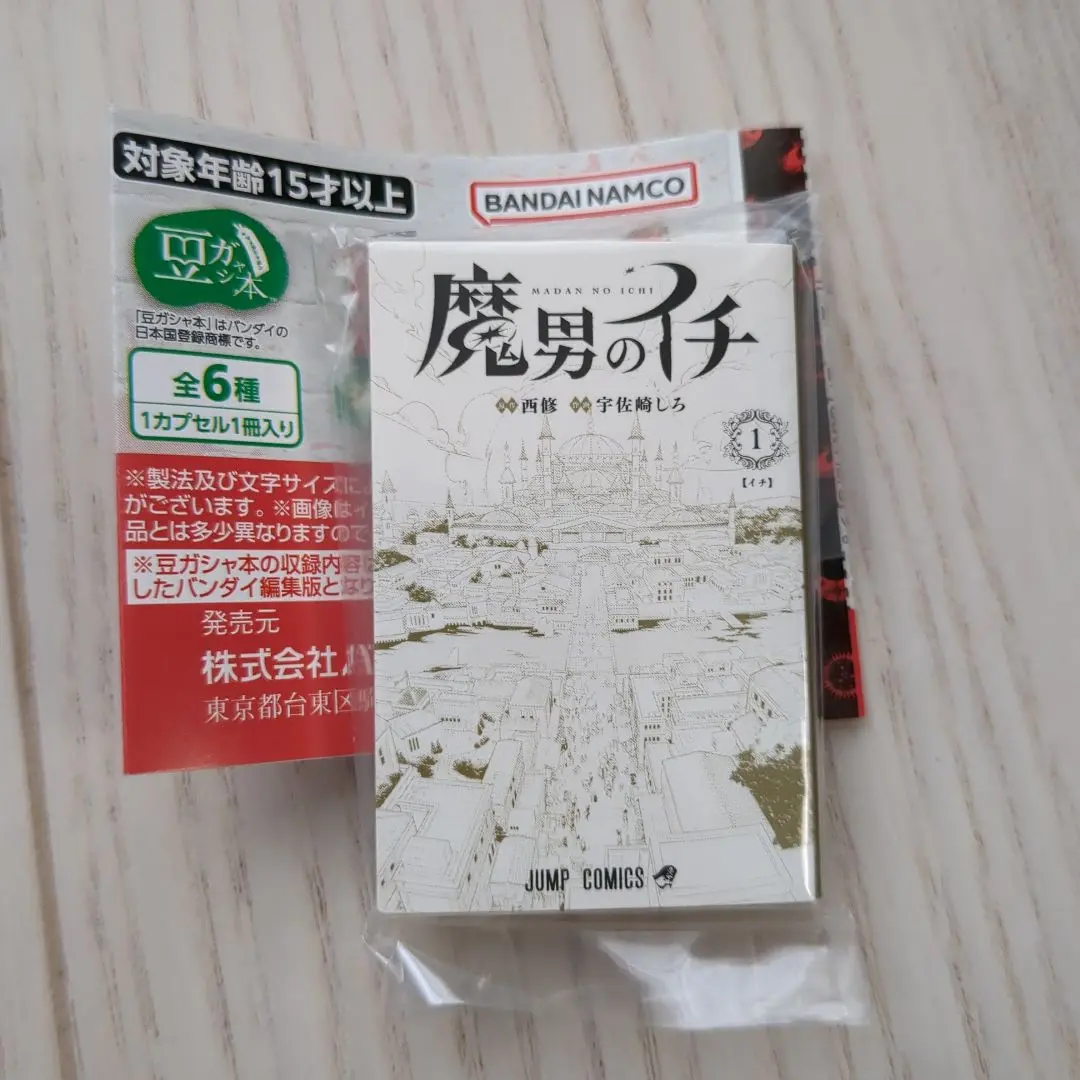 対象年齢15才以上
BANDAI NAMCO
豆ガシャ本
「豆ガシャ本」はバンダイの
日本国登録商標です。
全6種
1カプセル1冊入り
※製法及び文字サイズに
がございます。※画像は
品とは多少異なりますので
※豆ガシャ本の収録内容
したバンダイ編集版となり
発売元
株式会社
東京都台東区
魔男のイチ
MADAN NO ICHI
原作 西修 作画 宇佐崎しろ
1
【イチ】
JUMP COMICS